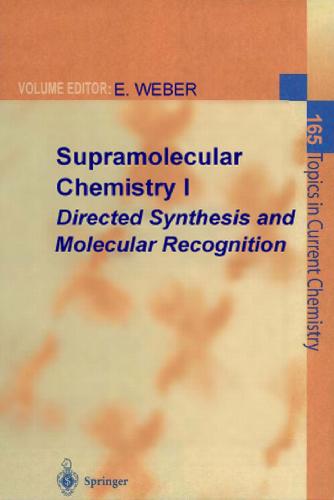 VOLUME EDITOR: E. WEBER
Supramolecular
Chemistry I
Directed Synthesis and
Molecular Recognition
165 Topics in Current Chemistry
Springer